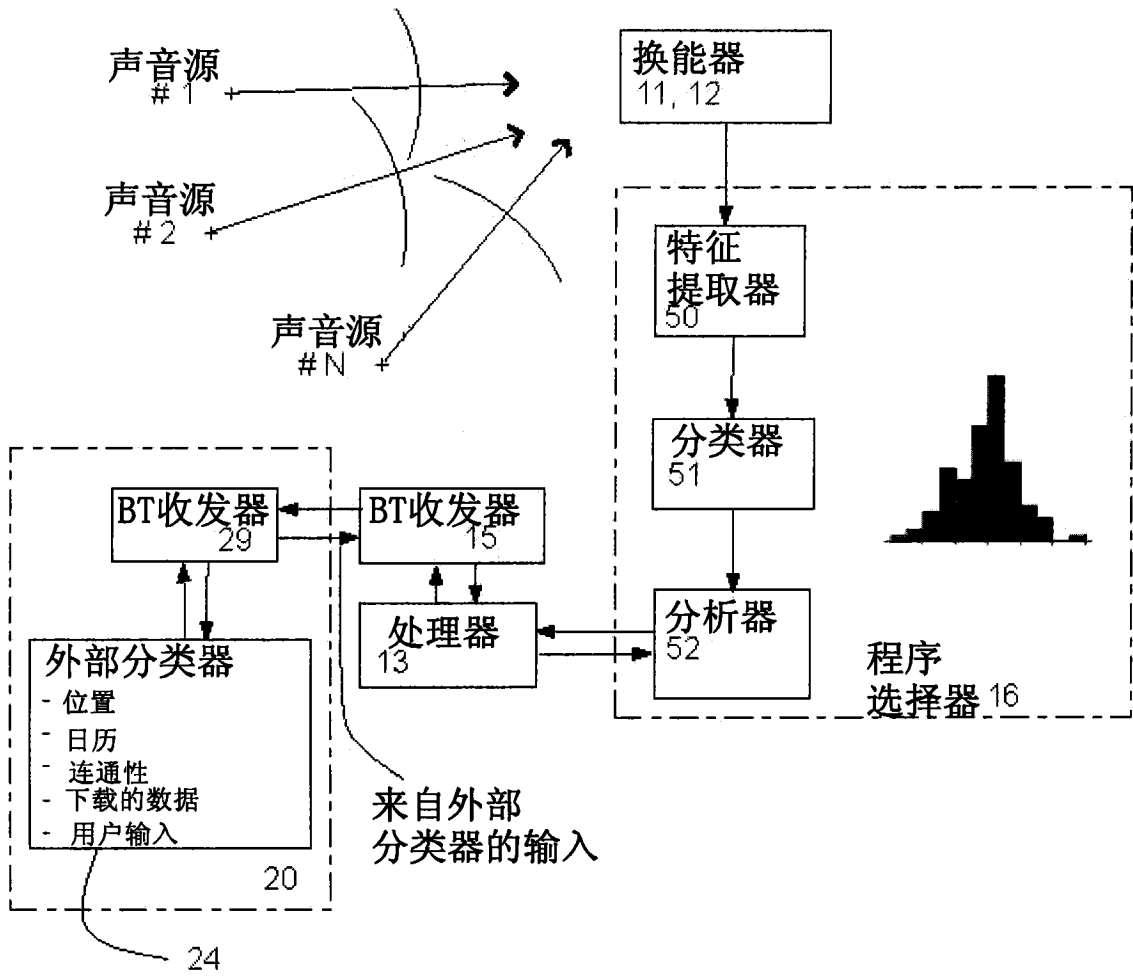 声音源
#1
声音源
#2
声音源
#N
换能器
11, 12
特征
提取器
50
分类器
51
分析器
52
程序
选择器 16
BT收发器
29
BT收发器
15
处理器
13
外部分类器
- 位置
- 日历
- 连通性
- 下载的数据
- 用户输入
20
24
来自外部
分类器的输入